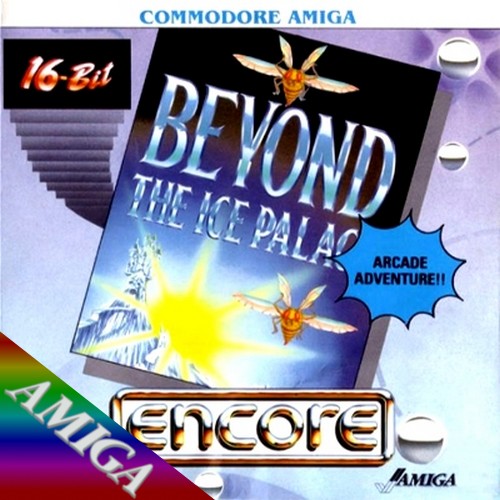 COMMODORE AMIGA
16-Bit
BEYOND
THE ICE PALAC
ARCADE
ADVENTURE!!
AMIGA
encore
AMIGA